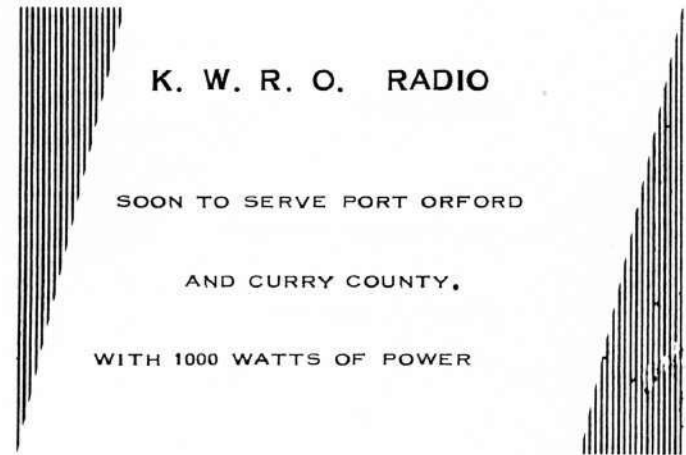 K. W. R. O. RADIO
SOON TO SERVE PORT ORFORD
AND CURRY COUNTY.
WITH 1000 WATTS OF POWER